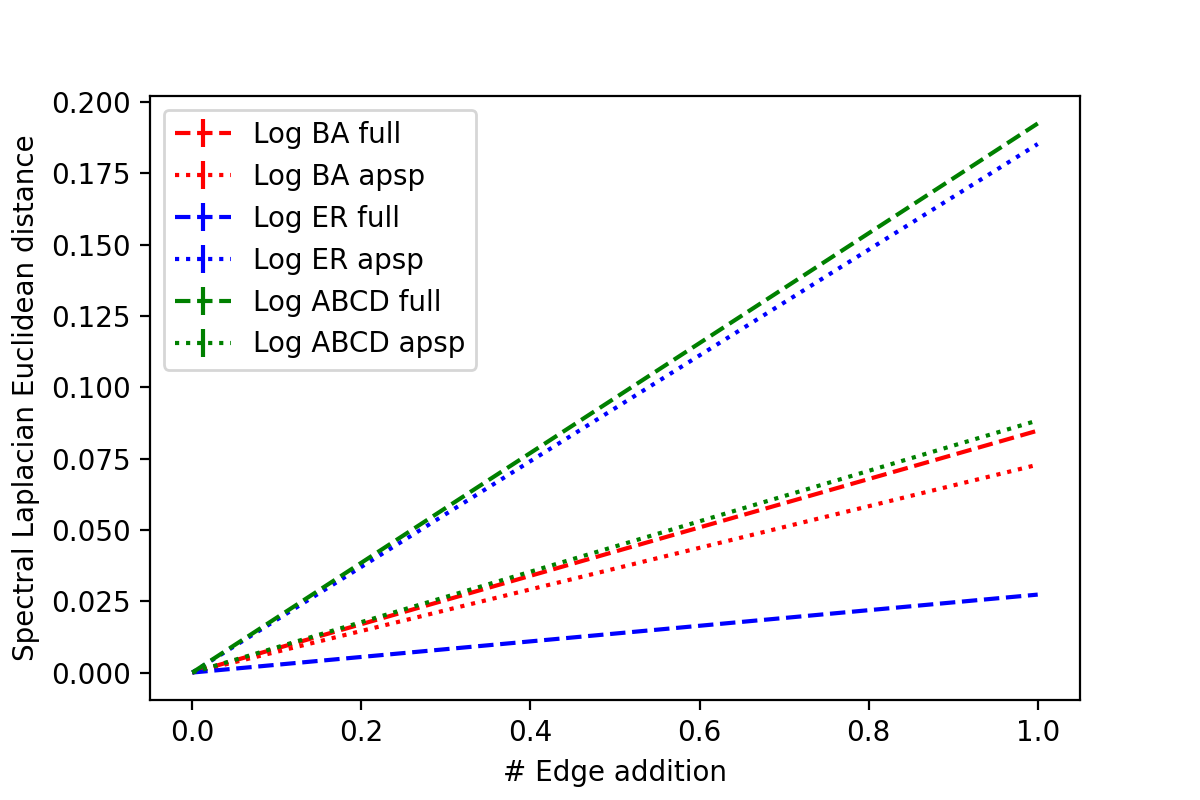 0.200
0.175
0.150
0.125
0.100
0.075
0.050
0.025
0.000
Spectral Laplacian Euclidean distance
Log BA full
Log BA apsp
Log ER full
Log ER apsp
Log ABCD full
Log ABCD apsp
0.0 0.2 0.4 0.6 0.8 1.0
# Edge addition